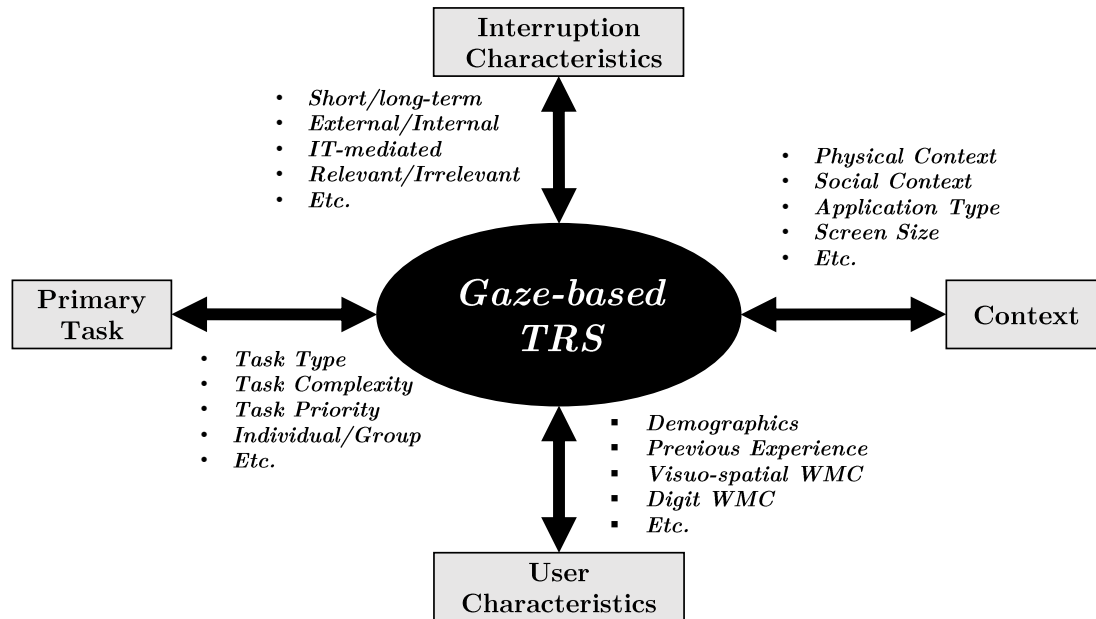 Interruption
Characteristics
• Short/long-term
• External/Internal
• IT-mediated
• Relevant/Irrelevant
• Etc.
• Physical Context
• Social Context
• Application Type
• Screen Size
• Etc.
Primary
Task
Gaze-based
TRS
Context
• Task Type
• Task Complexity
• Task Priority
• Individual/Group
• Etc.
▪ Demographics
▪ Previous Experience
▪ Visuo-spatial WMC
▪ Digit WMC
▪ Etc.
User
Characteristics